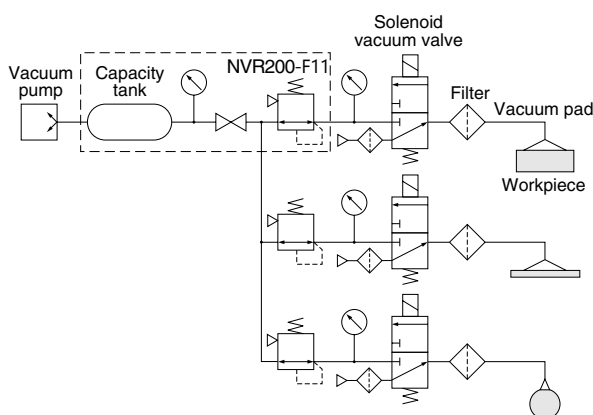 Solenoid
vacuum valve
NVR200-F11
Vacuum
pump
Capacity
tank
Filter
Vacuum pad
Workpiece